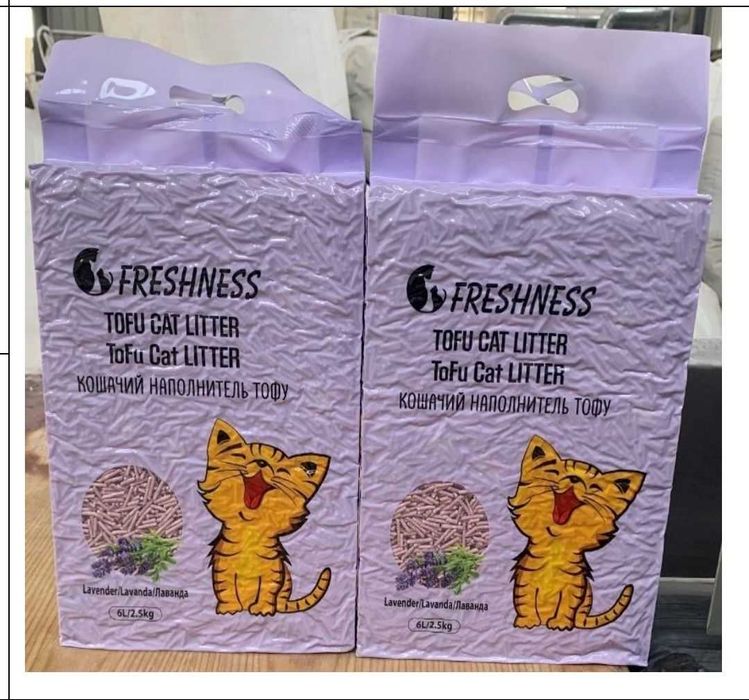 FRESHNESS
TOFU CAT LITTER
ToFu Cat LITTER
КОШАЧИЙ НАПОЛНИТЕЛЬ ТОФУ
Lavender/Lavanda/Лаванда
6L/2.5kg
FRESHNESS
TOFU CAT LITTER
ToFu Cat LITTER
КОШАЧИЙ НАПОЛНИТЕЛЬ ТОФУ
Lavender/Lavanda/Лаванда
6L/2.5kg